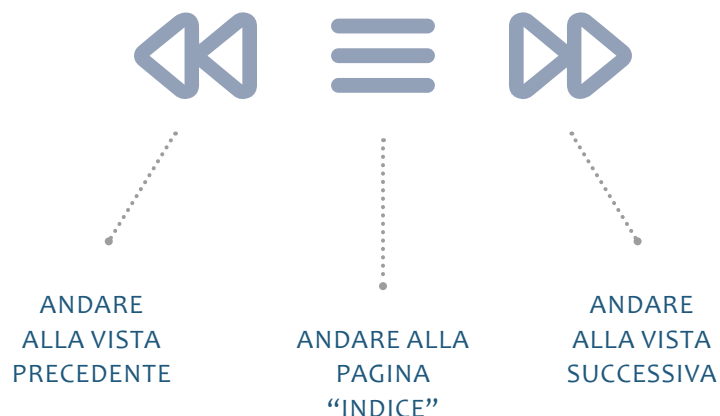 ANDARE
ALLA VISTA
PRECEDENTE
ANDARE ALLA
PAGINA
“INDICE”
ANDARE
ALLA VISTA
SUCCESSIVA